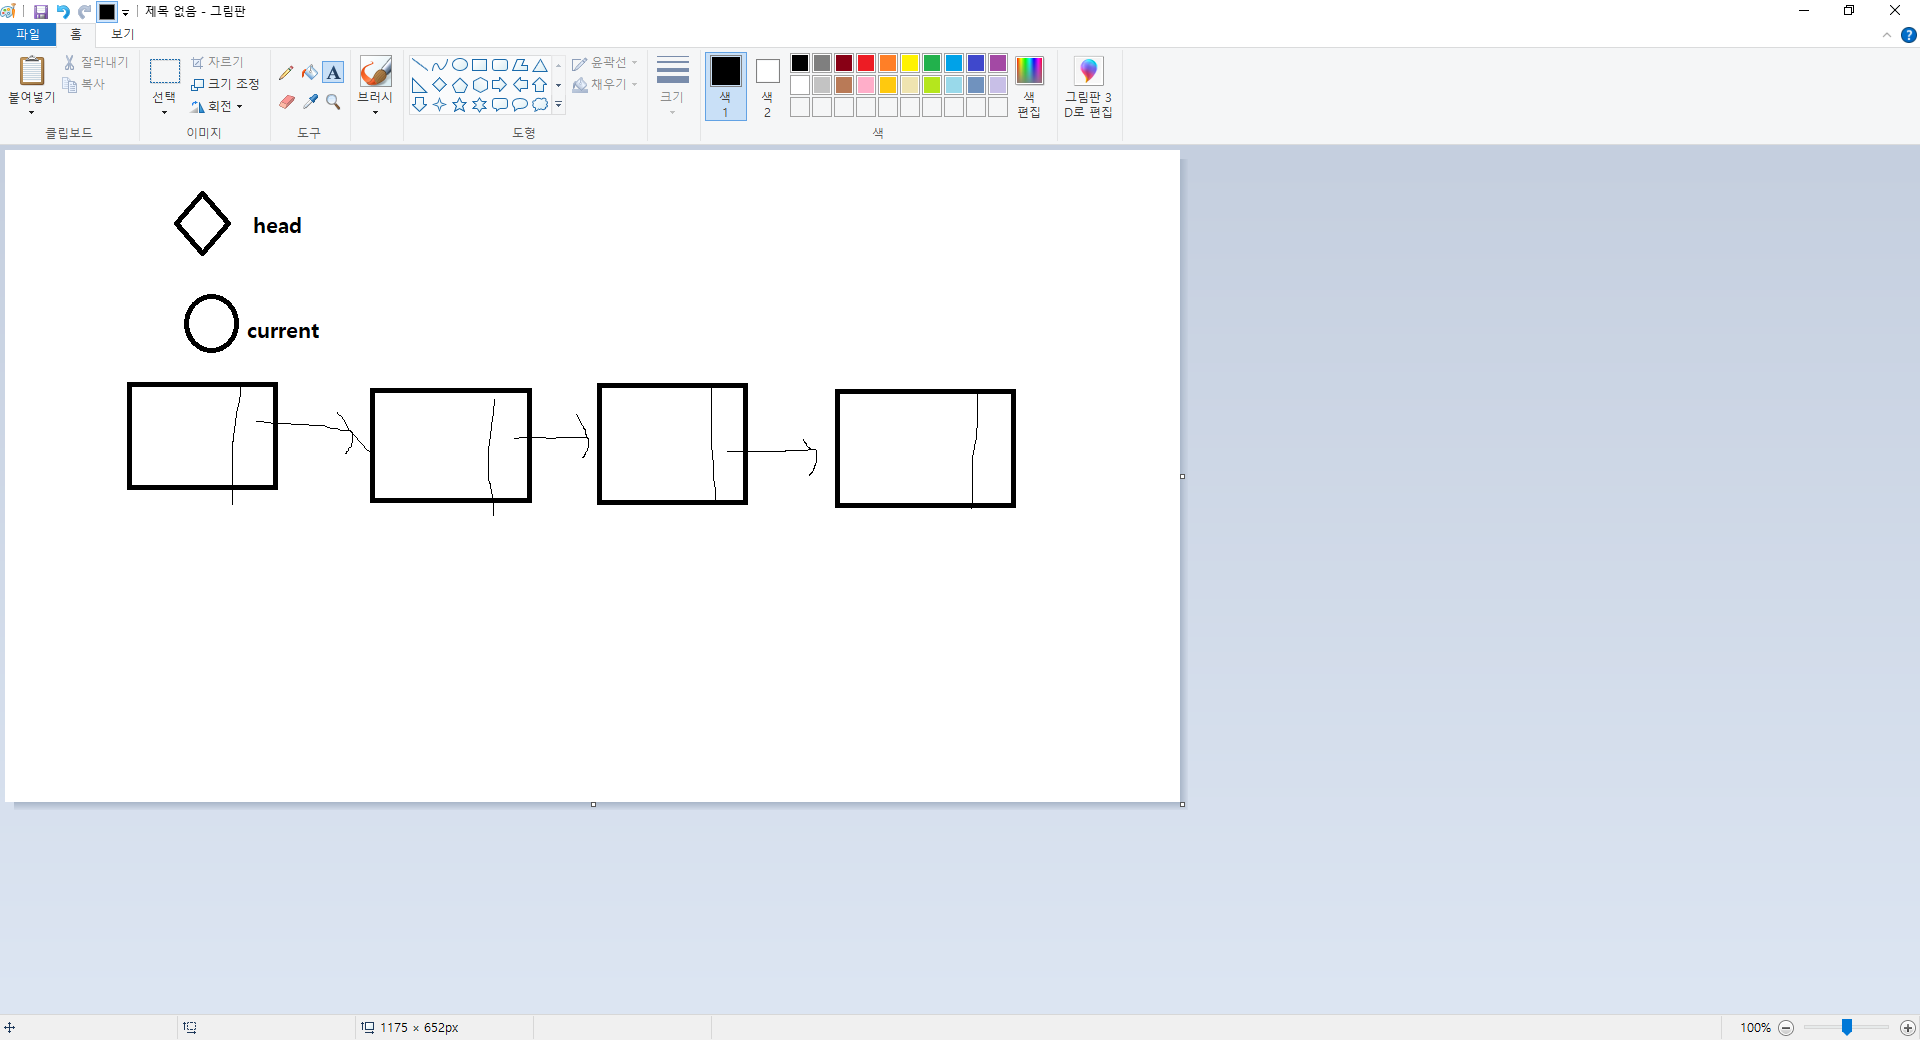 제목 없음 - 그림판
파일 홈 보기
붙여넣기
잘라내기
복사
클립보드
선택
자르기
크기 조정
회전
이미지
A
도구
브러시
윤곽선
채우기
도형
크기
색
1
색
2
색
편집
색
그림판 3
D로 편집
?
head
current
1175 × 652px
100%